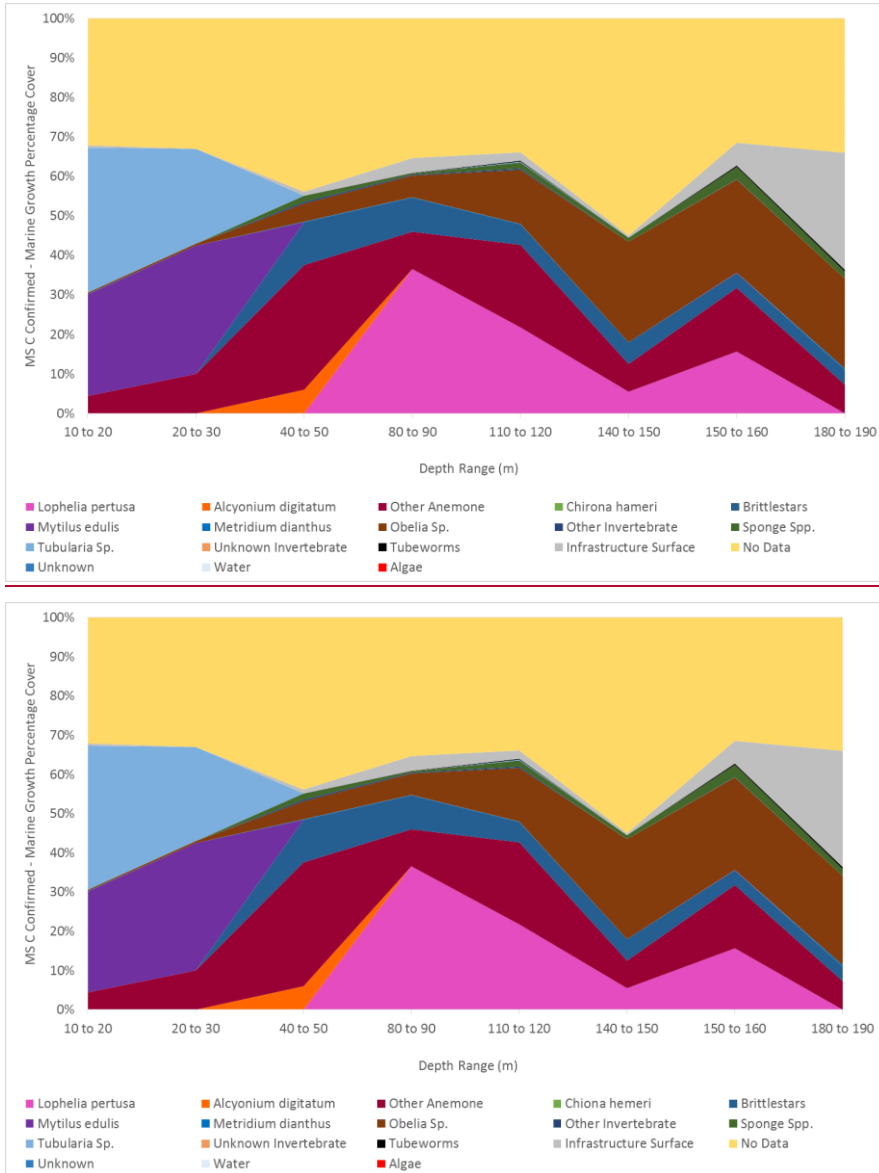 100%
90%
80%
70%
60%
50%
40%
30%
20%
10%
0%
MS C Confirmed - Marine Growth Percentage Cover
10 to 20 20 to 30 40 to 50 80 to 90 110 to 120 140 to 150 150 to 160 180 to 190
Depth Range (m)
Lophelia pertusa Alcyonium digitatum Other Anemone Chirona hameri Brittlestars
Mytilus edulis Metridium dianthus Obelia Sp. Other Invertebrate Sponge Spp.
Tubularia Sp. Unknown Invertebrate Tubeworms Infrastructure Surface No Data
Unknown Water Algae
100%
90%
80%
70%
60%
50%
40%
30%
20%
10%
0%
MS C Confirmed - Marine Growth Percentage Cover
10 to 20 20 to 30 40 to 50 80 to 90 110 to 120 140 to 150 150 to 160 180 to 190
Depth Range (m)
Lophelia pertusa Alcyonium digitatum Other Anemone Chiona hemeri Brittlestars
Mytilus edulis Metridium dianthus Obelia Sp. Other Invertebrate Sponge Spp.
Tubularia Sp. Unknown Invertebrate Tubeworms Infrastructure Surface No Data
Unknown Water Algae